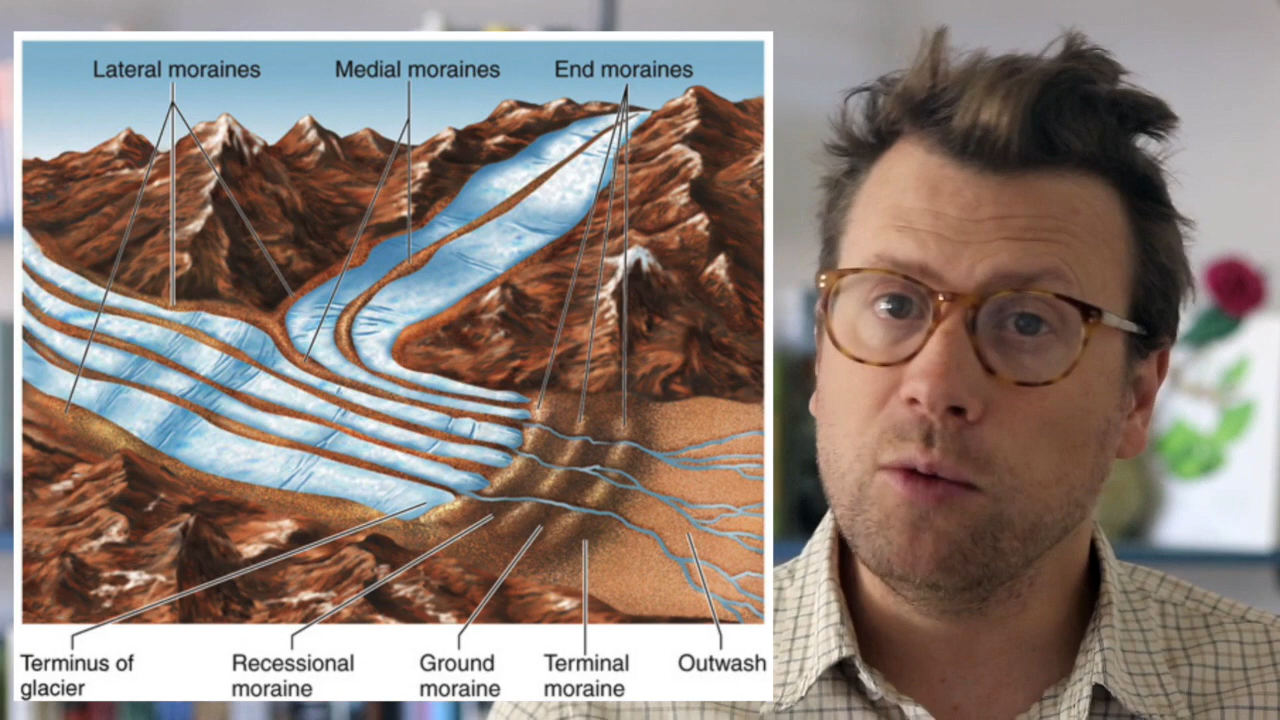 Lateral moraines
Medial moraines
End moraines
Terminus of
glacier
Recessional
moraine
Ground
moraine
Terminal
moraine
Outwash